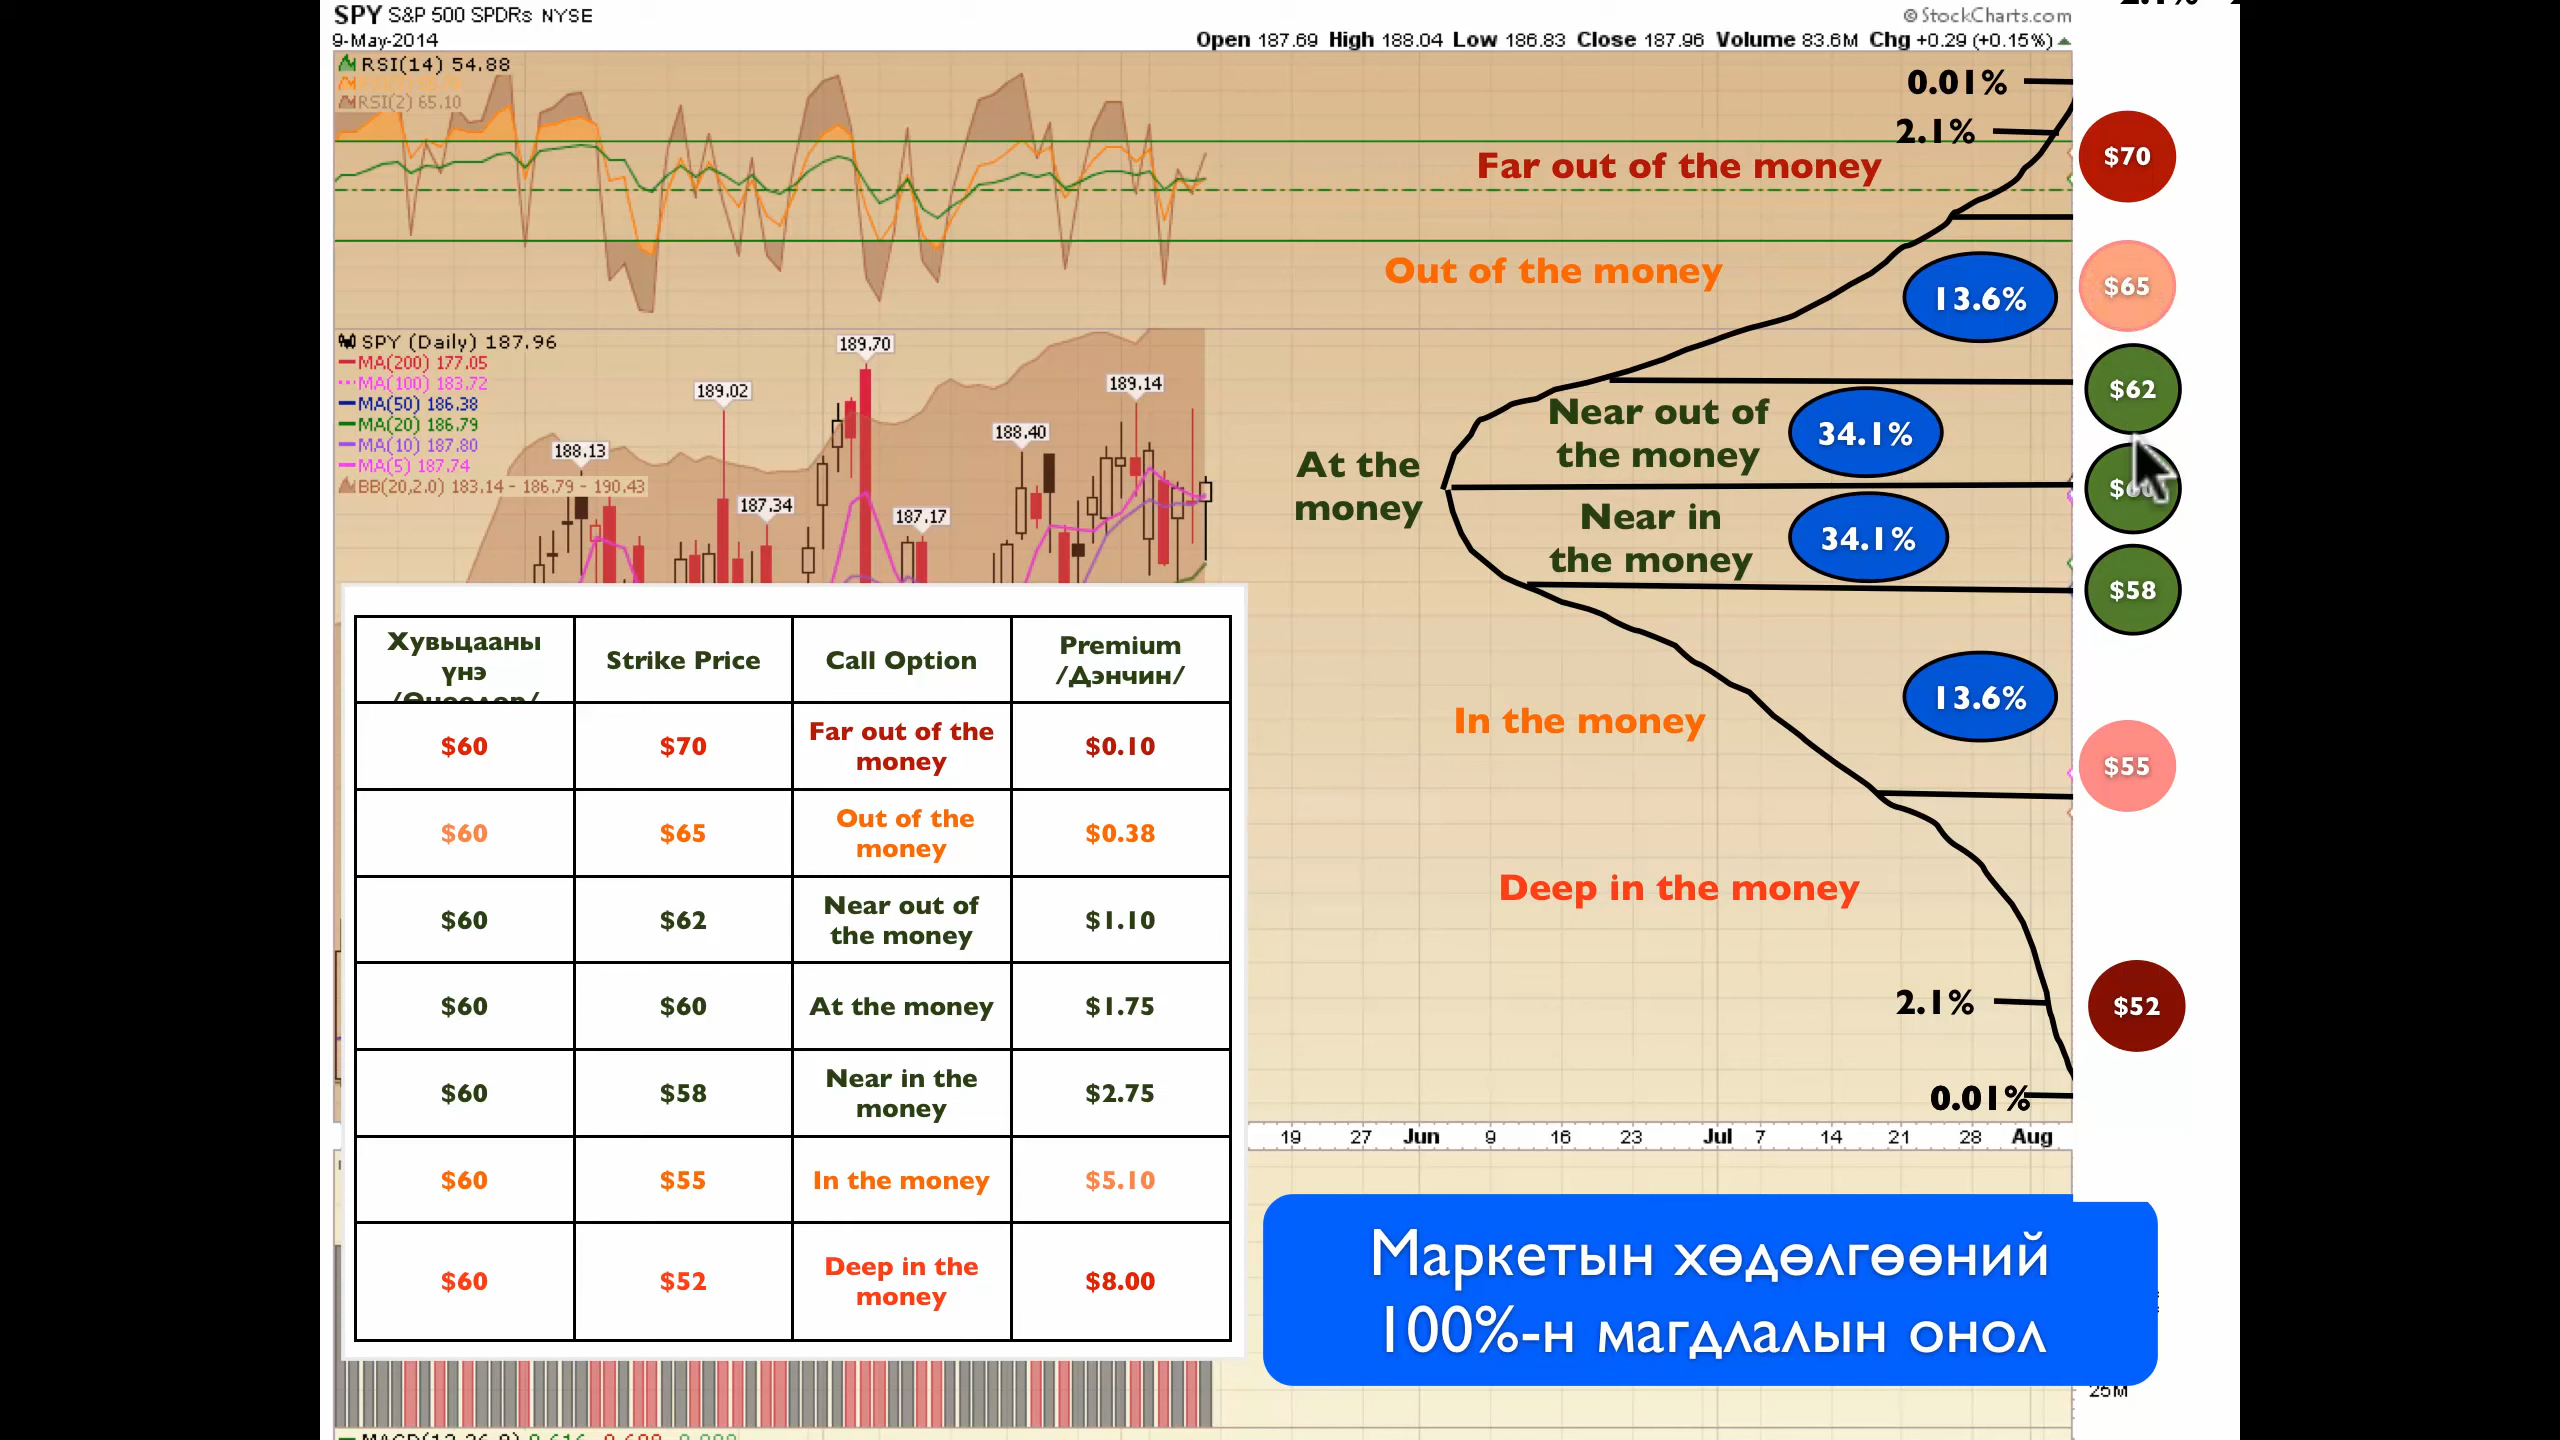 SPY S&P 500 SPDRs NYSE
© StockCharts.com
9-May-2014
Open 187.69 High 188.04 Low 186.83 Close 187.96 Volume 83.6M Chg +0.29 (+0.15%)
RSI(14) 54.88
RSI(2) 65.10
0.01%
2.1%
Far out of the money
$70
Out of the money
13.6%
$65
SPY (Daily) 187.96
MA(200) 177.05
MA(100) 183.72
MA(50) 186.38
MA(20) 186.79
MA(10) 187.80
MA(5) 187.74
BB(20,2.0) 183.14 - 186.79 - 190.43
188.13
189.02
187.34
189.70
187.17
188.40
189.14
Near out of
the money
34.1%
$62
At the
money
Near in
the money
34.1%
$58
In the money
13.6%
$55
Deep in the money
2.1%
$52
0.01%
Хувьцааны
үнэ
Strike Price
Call Option
Premium
/Дэнчин/
$60
$70
Far out of the
money
$0.10
$60
$65
Out of the
money
$0.38
$60
$62
Near out of
the money
$1.10
$60
$60
At the money
$1.75
$60
$58
Near in the
money
$2.75
$60
$55
In the money
$5.10
$60
$52
Deep in the
money
$8.00
19 27 Jun 9 16 23 Jul 7 14 21 28 Aug
Маркетын хөдөлгөөний
100%-н магдлалын онол
25M